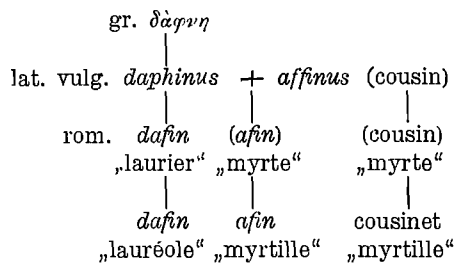 gr. δὰφνη
lat. vulg. daphinus + affinus (cousin)
rom. dafin (afin) (cousin)
„laurier“ „myrte“ „myrte“
dafin afin cousinet
„lauréole“ „myrtille“ „myrtille“